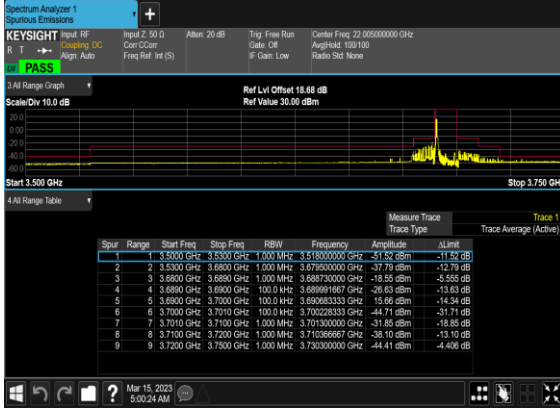 Spectrum Analyzer 1
Spurious Emissions
KEYSIGHT Input: RF Input Z: 50 Ω Atten: 20 dB Trig: Free Run Center Freq: 22.005000000 GHz
R T Coupling: DC Corr CCorr Gate: Off Avg|Hold: 100/100
Align: Auto Freq Ref: Int (S) IF Gain: Low Radio Std: None
LW PASS
3 All Range Graph
Ref Lvl Offset 18.68 dB
Scale/Div 10.0 dB Ref Value 30.00 dBm
20.0
0.00
-20.0
-40.0
-60.0
Start 3.500 GHz Stop 3.750 GH
4 All Range Table
Measure Trace Trace 1
Trace Type Trace Average (Active)
Spur Range Start Freq Stop Freq RBW Frequency Amplitude ΔLimit
1 1 3.5000 GHz 3.5300 GHz 1.000 MHz 3.518000000 GHz -51.52 dBm -11.52 dB
2 2 3.5300 GHz 3.6800 GHz 1.000 MHz 3.679500000 GHz -37.79 dBm -12.79 dB
3 3 3.6800 GHz 3.6890 GHz 1.000 MHz 3.688730000 GHz -18.55 dBm -5.555 dB
4 4 3.6890 GHz 3.6900 GHz 100.0 kHz 3.689991667 GHz -26.63 dBm -13.63 dB
5 5 3.6900 GHz 3.7000 GHz 100.0 kHz 3.690683333 GHz 15.66 dBm -14.34 dB
6 6 3.7000 GHz 3.7010 GHz 100.0 kHz 3.700228333 GHz -44.71 dBm -31.71 dB
7 7 3.7010 GHz 3.7100 GHz 1.000 MHz 3.701300000 GHz -31.85 dBm -18.85 dB
8 8 3.7100 GHz 3.7200 GHz 1.000 MHz 3.710366667 GHz -38.10 dBm -13.10 dB
9 9 3.7200 GHz 3.7500 GHz 1.000 MHz 3.730300000 GHz -44.41 dBm -4.406 dB
Mar 15, 2023
5:00:24 AM